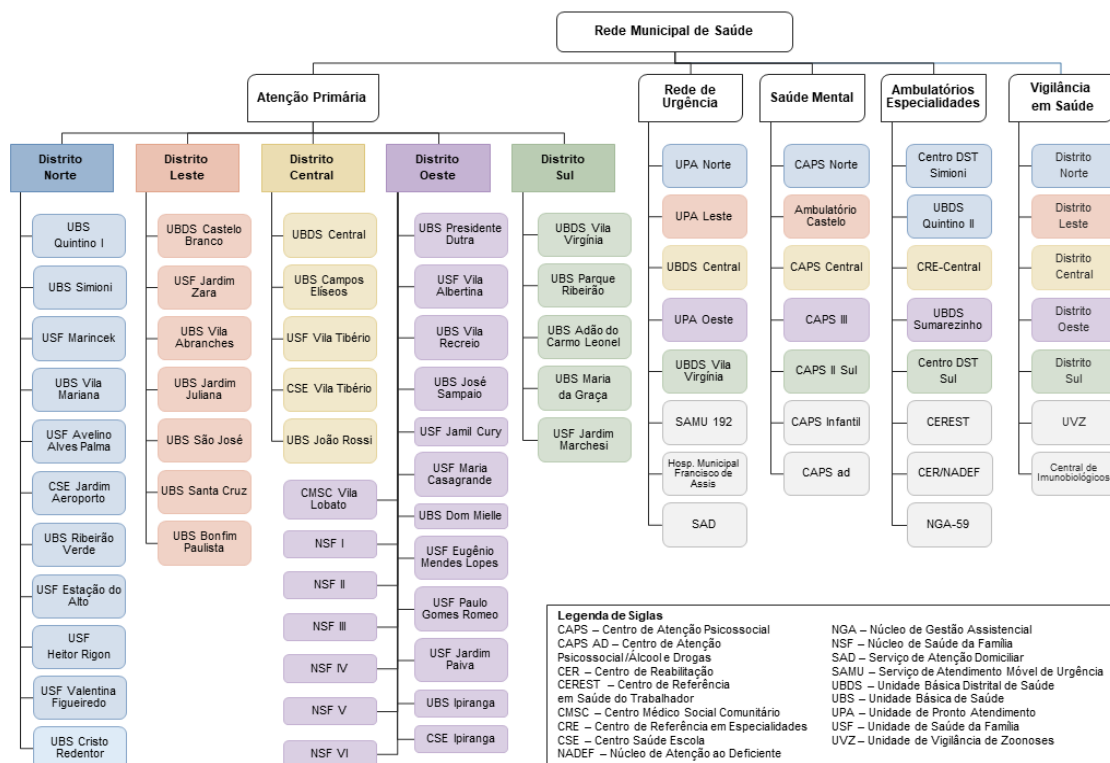 Rede Municipal de Saúde
Atenção Primária
Rede de
Urgência
Saúde Mental
Ambulatórios
Especialidades
Vigilância
em Saúde
Distrito
Norte
UBS
Quintino I
UBS Simioni
USF Marincek
UBS Vila
Mariana
USF Avelino
Alves Palma
CSE Jardim
Aeroporto
UBS Ribeirão
Verde
USF Estação do
Alto
USF
Heitor Rigon
USF Valentina
Figueiredo
UBS Cristo
Redentor
Distrito
Leste
UBDS Castelo
Branco
USF Jardim
Zara
UBS Vila
Abranches
UBS Jardim
Juliana
UBS São José
UBS Santa Cruz
UBS Bonfim
Paulista
Distrito
Central
UBDS Central
UBS Campos
Elíseos
USF Vila Tibério
CSE Vila Tibério
UBS João Rossi
Distrito
Oeste
CMSC Vila
Lobato
NSF I
NSF II
NSF III
NSF IV
NSF V
NSF VI
UBS Presidente
Dutra
USF Vila
Albertina
UBS Vila
Recreio
UBS José
Sampaio
USF Jamil Cury
USF Maria
Casagrande
UBS Dom Mielle
USF Eugênio
Mendes Lopes
USF Paulo
Gomes Romeo
USF Jardim
Paiva
UBS Ipiranga
CSE Ipiranga
Distrito
Sul
UBDS Vila
Virgínia
UBS Parque
Ribeirão
UBS Adão do
Carmo Leonel
UBS Maria
da Graça
USF Jardim
Marchesi
UPA Norte
UPA Leste
UBDS Central
UPA Oeste
UBDS Vila
Virgínia
SAMU 192
Hosp. Municipal
Francisco de
Assis
SAD
CAPS Norte
Ambulatório
Castelo
CAPS Central
CAPS III
CAPS II Sul
CAPS Infantil
CAPS ad
Centro DST
Simioni
UBDS
Quintino II
CRE-Central
UBDS
Sumarezinho
Centro DST
Sul
CEREST
CER/NADEF
NGA-59
Distrito
Norte
Distrito
Leste
Distrito
Central
Distrito
Oeste
Distrito
Sul
UVZ
Central de
Imunobiológicos
Legenda de Siglas
CAPS – Centro de Atenção Psicossocial
CAPS AD – Centro de Atenção
Psicossocial/Álcool e Drogas
CER – Centro de Reabilitação
CEREST – Centro de Referência
em Saúde do Trabalhador
CMSC – Centro Médico Social Comunitário
CRE – Centro de Referência em Especialidades
CSE – Centro Saúde Escola
NADEF – Núcleo de Atenção ao Deficiente
NGA – Núcleo de Gestão Assistencial
NSF – Núcleo de Saúde da Família
SAD – Serviço de Atenção Domiciliar
SAMU – Serviço de Atendimento Móvel de Urgência
UBDS – Unidade Básica Distrital de Saúde
UBS – Unidade Básica de Saúde
UPA – Unidade de Pronto Atendimento
USF – Unidade de Saúde da Família
UVZ – Unidade de Vigilância de Zoonoses